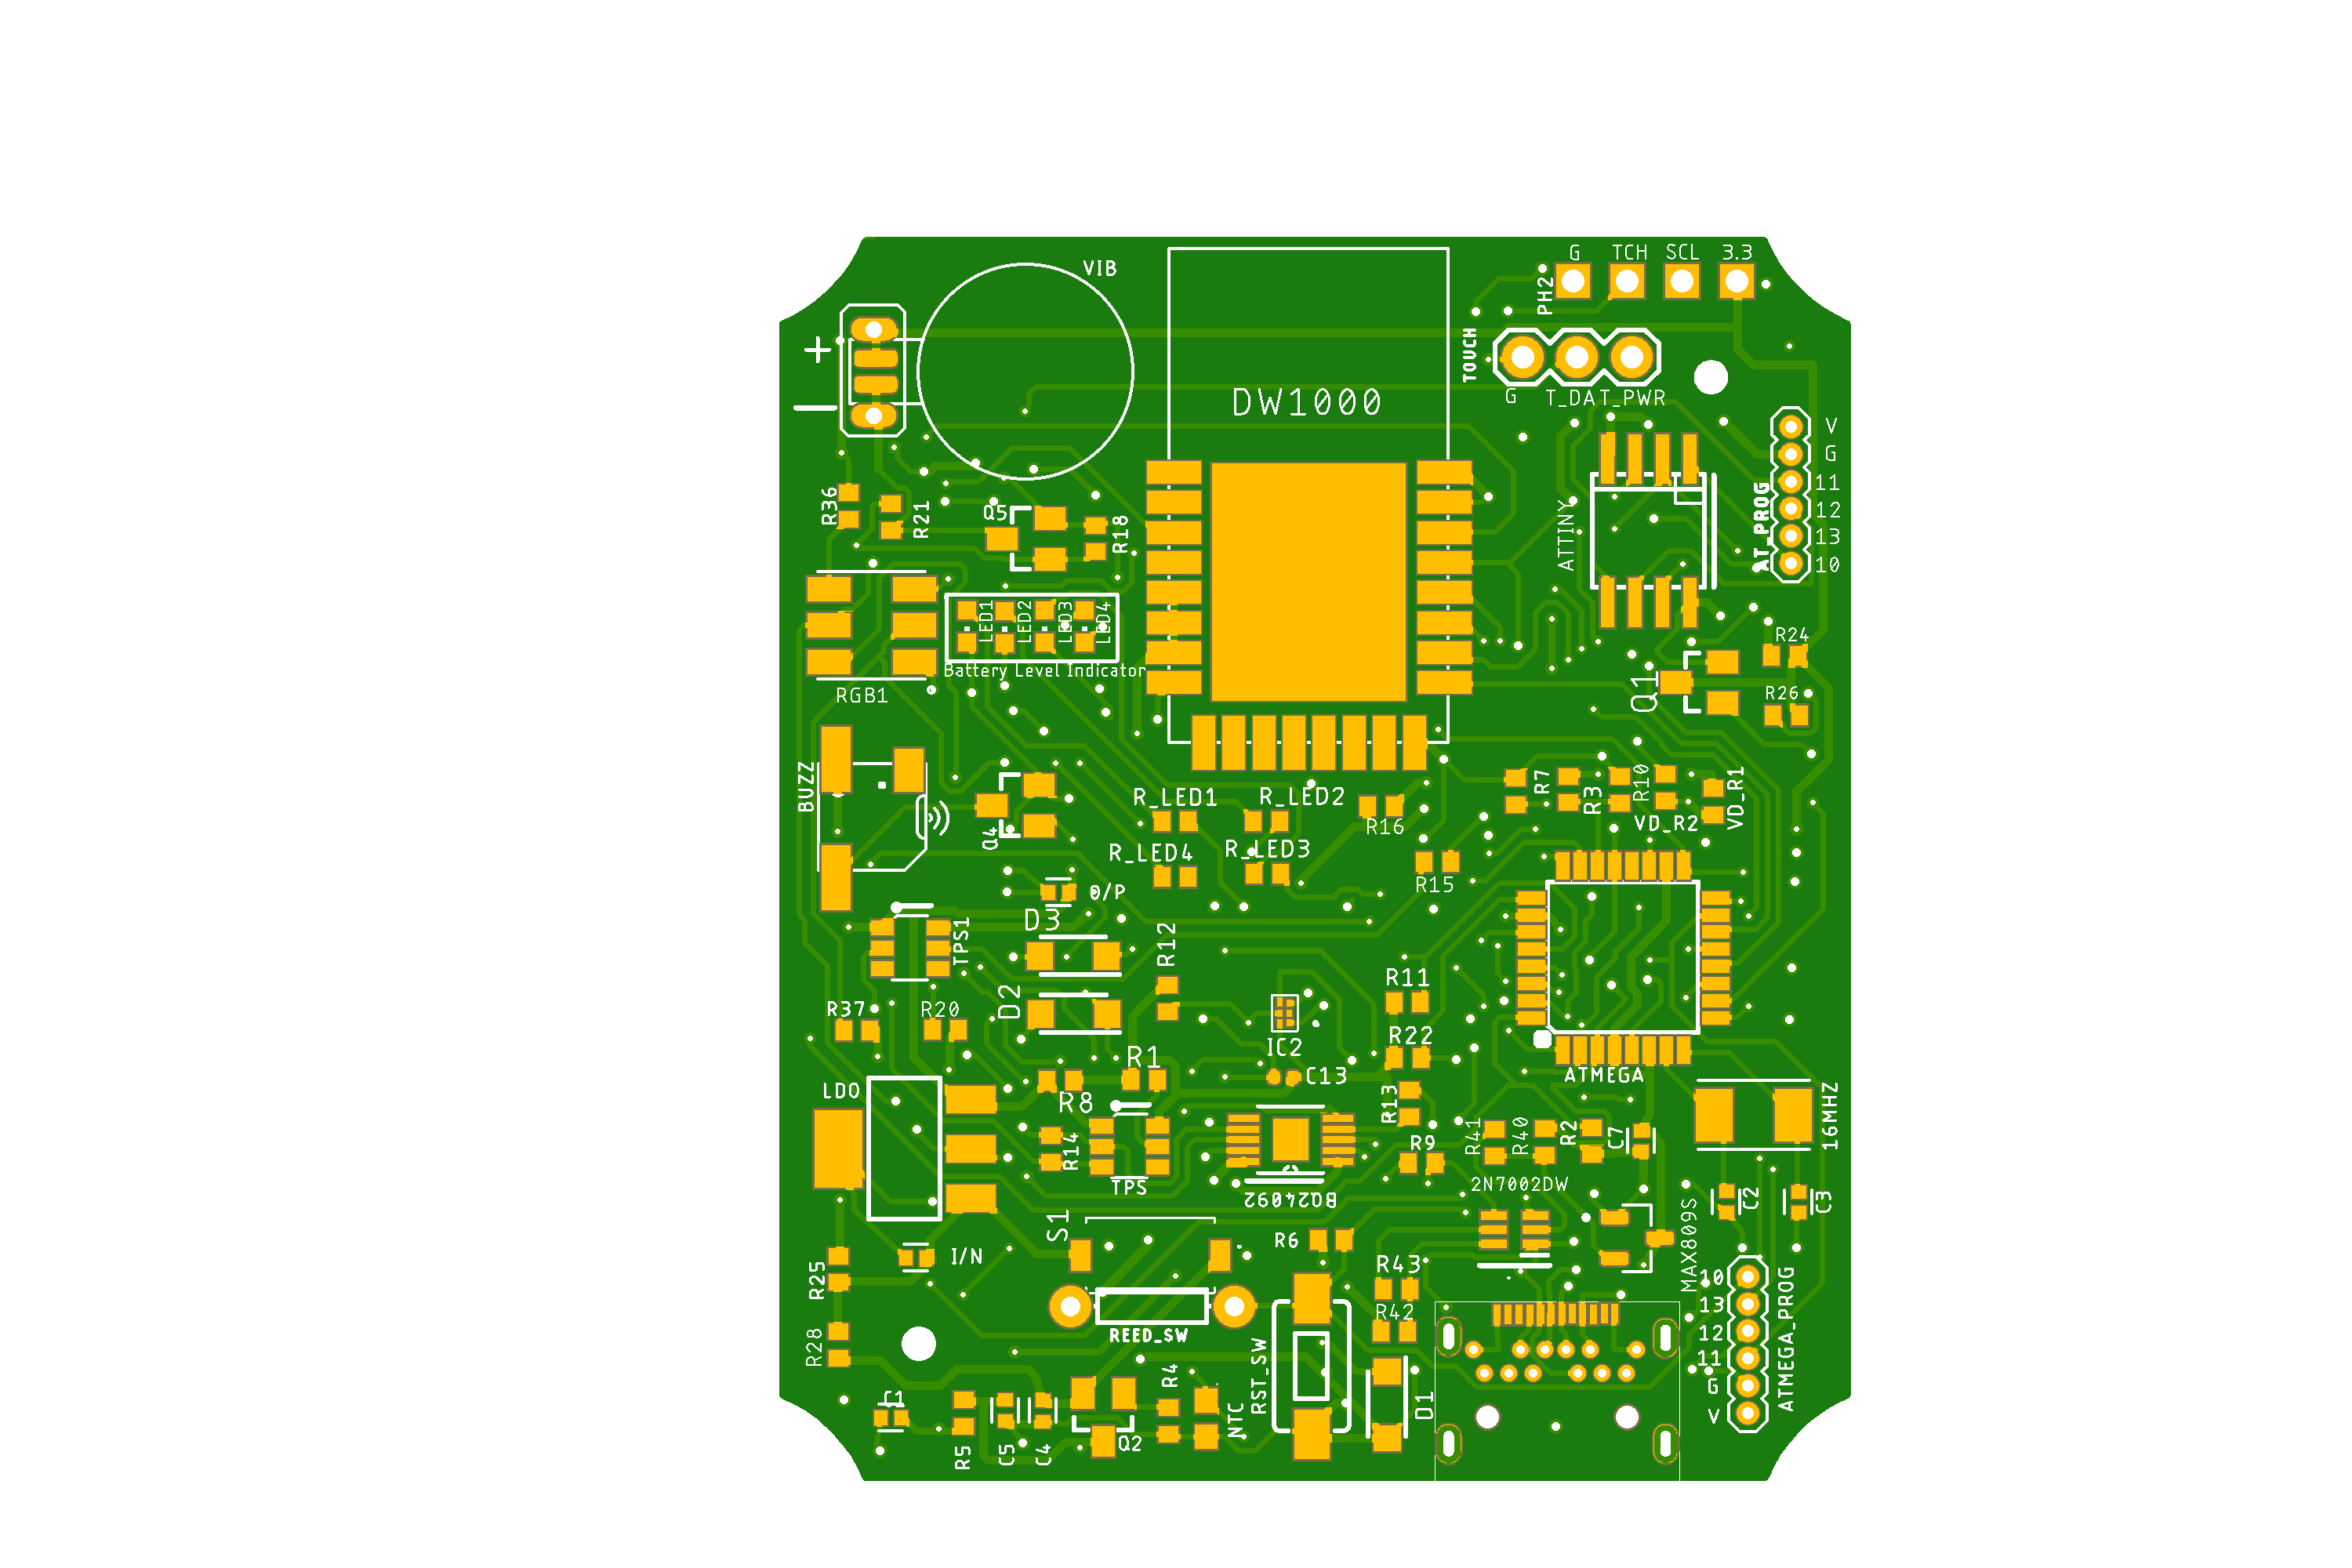 G TCH SCL 3.3
VIB
PH2
TOUCH
+
DW1000
G T_DA T_PWR
−
V
G
11
12
13
10
AT_PROG
ATTINY
R36
R21
Q5
R18
LED1
LED2
LED3
LED4
Battery Level Indicator
RGB1
R24
Q1
R26
BUZZ
R_LED1
R_LED2
R16
R7
R3
R10
VD_R1
VD_R2
Q4
R_LED4
R_LED3
R15
0/P
D3
TPS1
R12
D2
R37
R20
R11
IC2
R22
ATMEGA
R1
C13
LDO
R8
R13
16MHZ
R14
TPS
R9
R41
R40
R2
C7
BQ24092
2N7002DW
C2
C3
S1
R6
MAX809S
I/N
R25
R43
R42
REED_SW
R28
10
13
12
11
G
V
ATMEGA_PROG
RST_SW
R4
C1
NTC
D1
R5
C5
C4
Q2